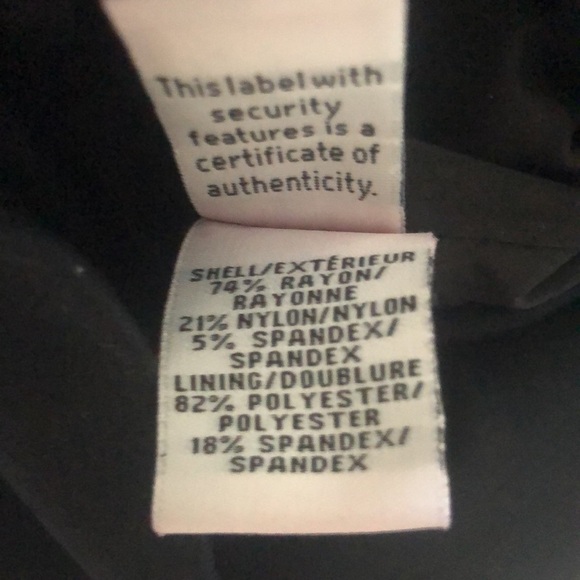 This label with
security
features is a
certificate of
authenticity.
SHELL/EXTÉRIEUR
74% RAYON/
RAYONNE
21% NYLON/NYLON
5% SPANDEX/
SPANDEX
LINING/DOUBLURE
82% POLYESTER/
POLYESTER
18% SPANDEX/
SPANDEX